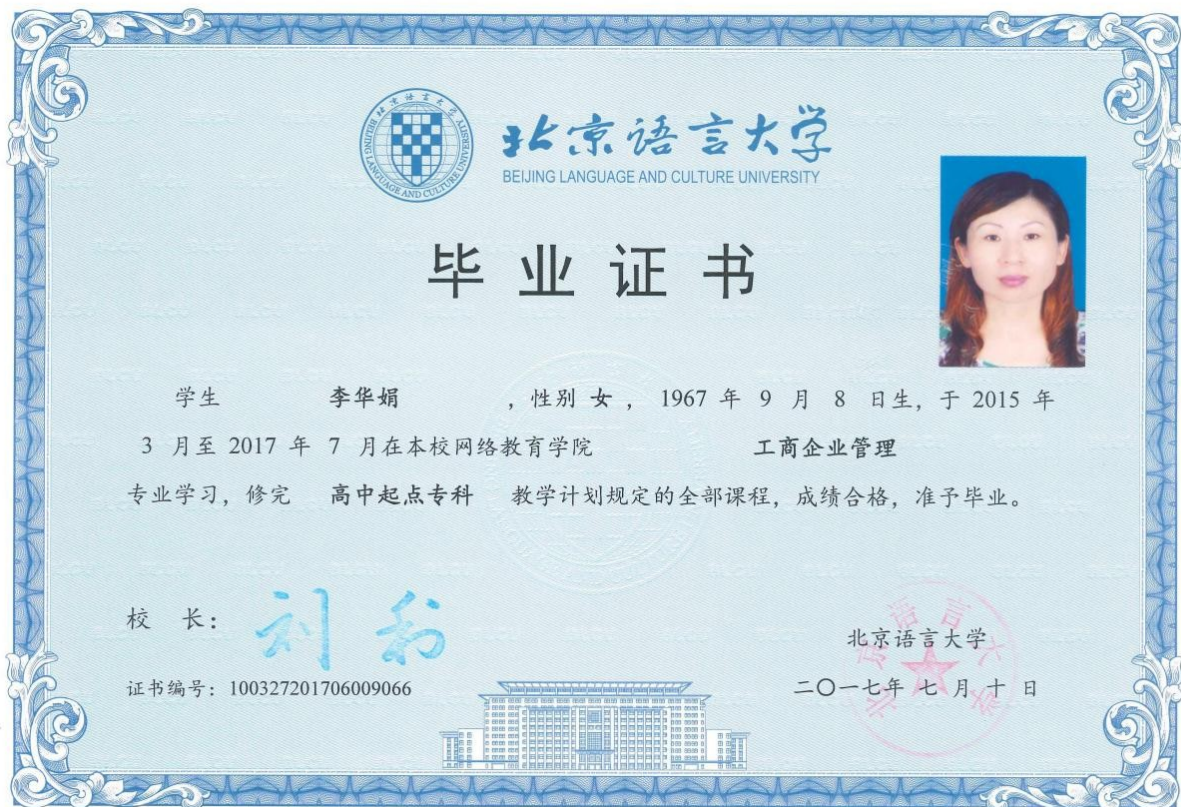 北京语言大学
BEIJING LANGUAGE AND CULTURE UNIVERSITY
毕业证书
学生 李华娟 ，性别 女 ， 1967 年 9 月 8 日生，于 2015 年
3 月至 2017 年 7 月在本校网络教育学院 工商企业管理
专业学习，修完 高中起点专科 教学计划规定的全部课程，成绩合格，准予毕业。
校 长： 刘利
北京语言大学
证书编号：100327201706009066
二〇一七年 七 月 十 日